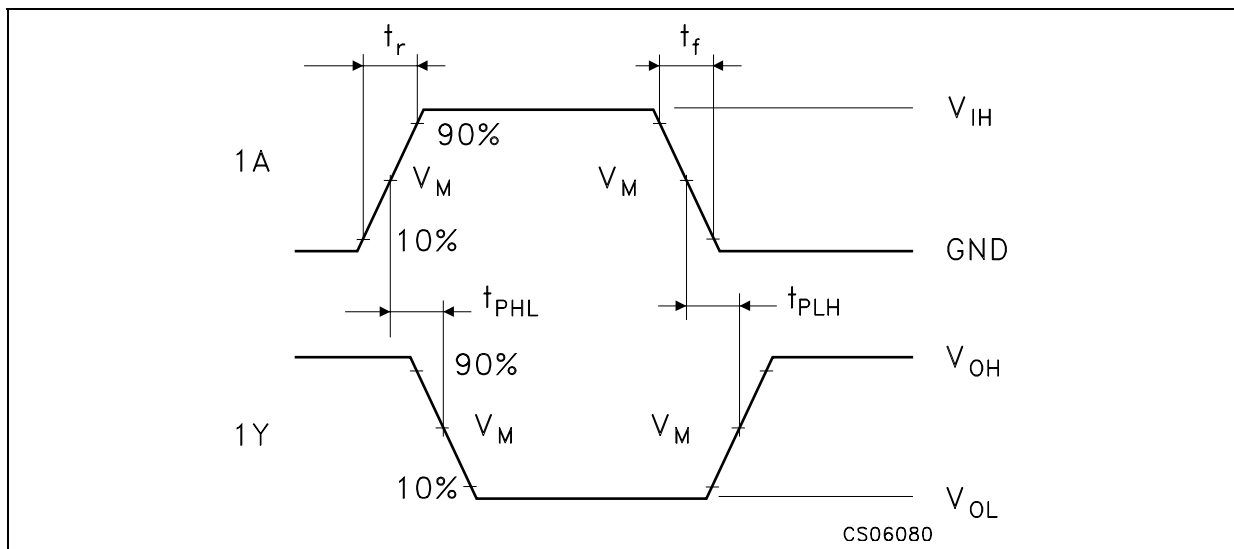 tr tf
90% VIH
1A VM VM
10% GND
tPHL tPLH
90% VOH
1Y VM VM
10% VOL
CS06080